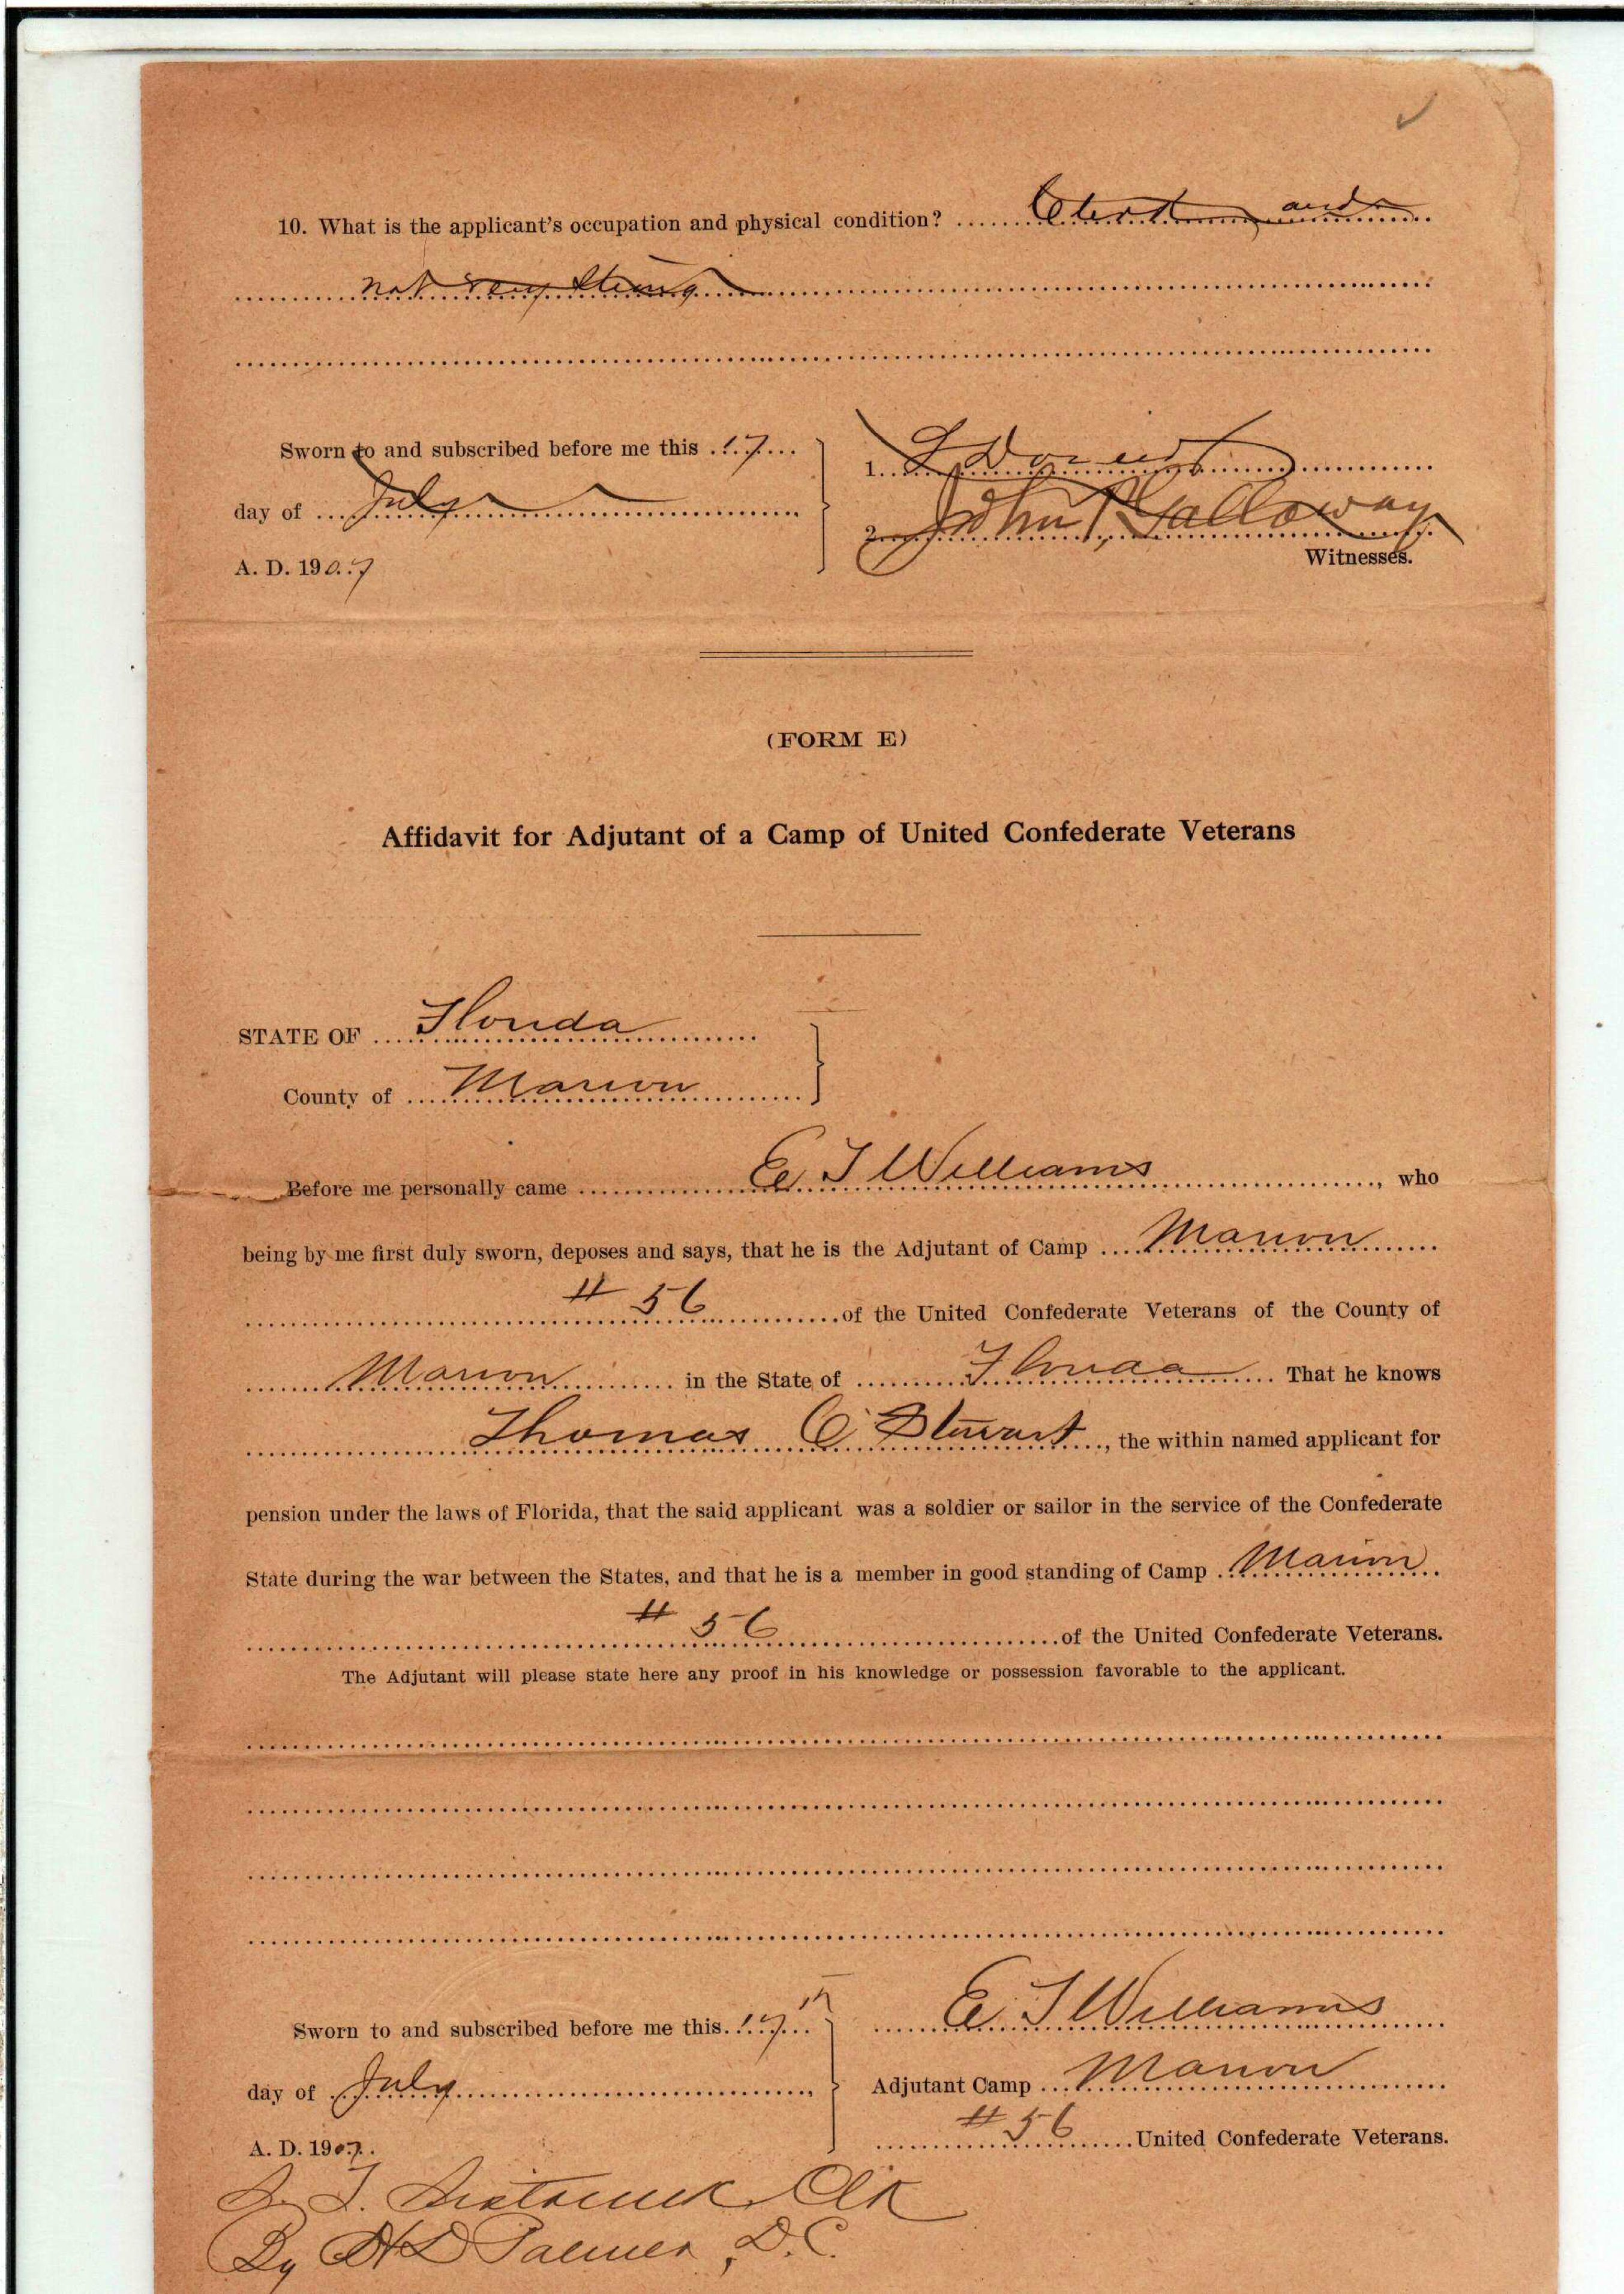 10. What is the applicant's occupation and physical condition? and
not very strong
Sworn to and subscribed before me this 17
day of July
A. D. 1907
1.
2. John P Galloway
Witnesses.
(FORM E)
Affidavit for Adjutant of a Camp of United Confederate Veterans
STATE OF Florida
County of Marion
Before me personally came E T Williams, who
being by me first duly sworn, deposes and says, that he is the Adjutant of Camp Marion
# 56 of the United Confederate Veterans of the County of
Marion in the State of Florida That he knows
Thomas C Stewart, the within named applicant for
pension under the laws of Florida, that the said applicant was a soldier or sailor in the service of the Confederate
State during the war between the States, and that he is a member in good standing of Camp Marion
# 56 of the United Confederate Veterans.
The Adjutant will please state here any proof in his knowledge or possession favorable to the applicant.
Sworn to and subscribed before me this 17th
day of July
A. D. 1907.
E T Williams
Adjutant Camp Marion
# 56 United Confederate Veterans.
S. T. Sistrunk Clk
By H D Palmer, D.C.